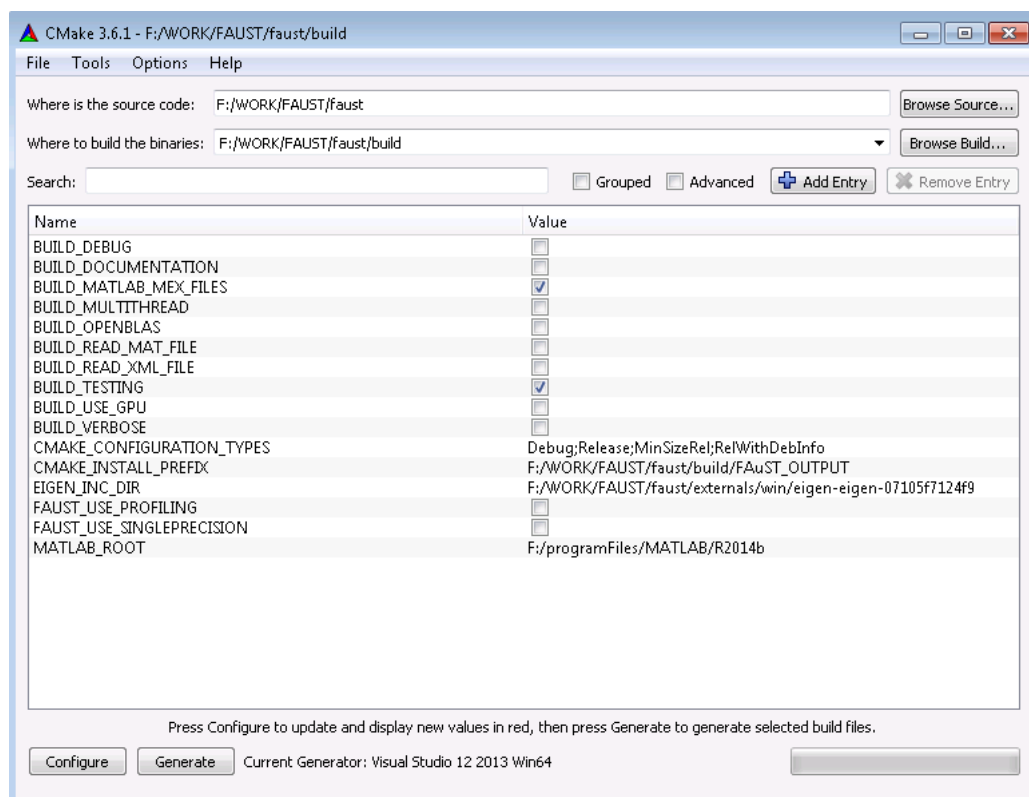 CMake 3.6.1 - F:/WORK/FAUST/faust/build
File Tools Options Help
Where is the source code: F:/WORK/FAUST/faust Browse Source...
Where to build the binaries: F:/WORK/FAUST/faust/build Browse Build...
Search: Grouped Advanced Add Entry Remove Entry
Name Value
BUILD_DEBUG
BUILD_DOCUMENTATION
BUILD_MATLAB_MEX_FILES
BUILD_MULTITHREAD
BUILD_OPENBLAS
BUILD_READ_MAT_FILE
BUILD_READ_XML_FILE
BUILD_TESTING
BUILD_USE_GPU
BUILD_VERBOSE
CMAKE_CONFIGURATION_TYPES Debug;Release;MinSizeRel;RelWithDebInfo
CMAKE_INSTALL_PREFIX F:/WORK/FAUST/faust/build/FAuST_OUTPUT
EIGEN_INC_DIR F:/WORK/FAUST/faust/externals/win/eigen-eigen-07105f7124f9
FAUST_USE_PROFILING
FAUST_USE_SINGLEPRECISION
MATLAB_ROOT F:/programFiles/MATLAB/R2014b
Press Configure to update and display new values in red, then press Generate to generate selected build files.
Configure Generate Current Generator: Visual Studio 12 2013 Win64